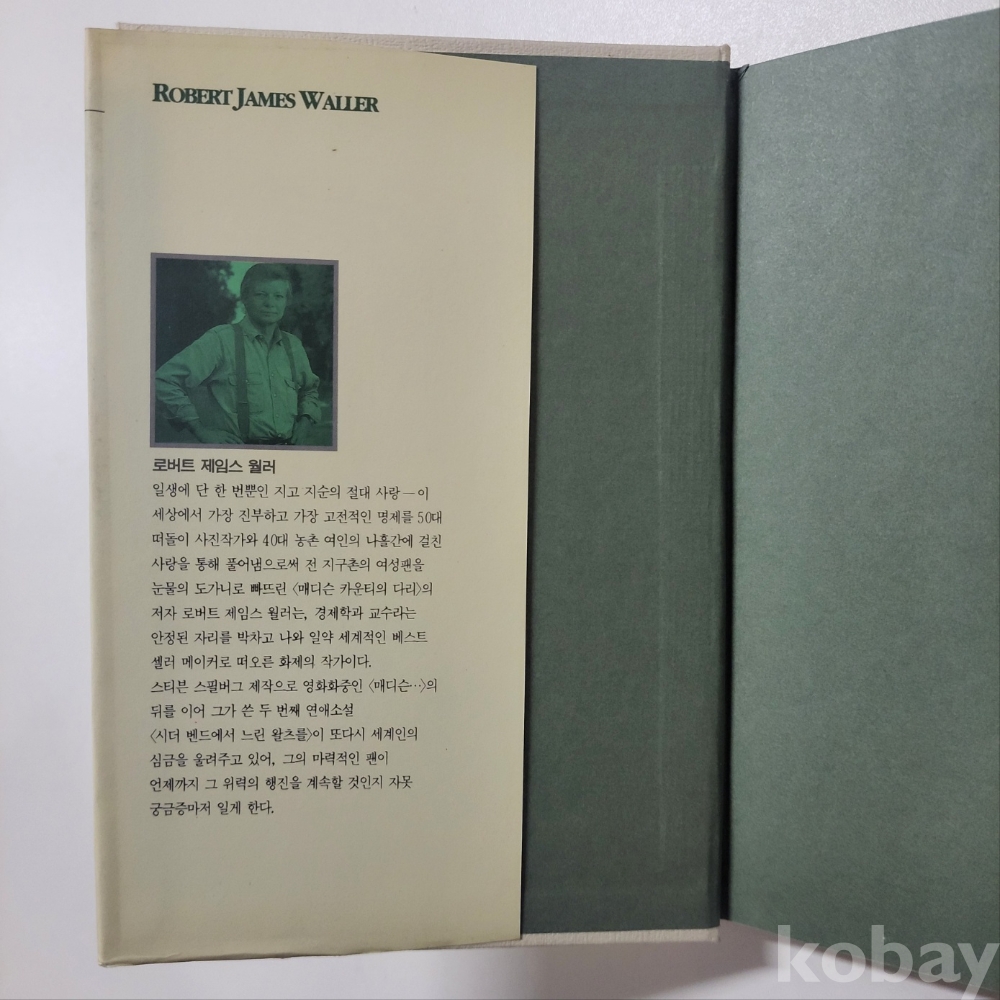 ROBERT JAMES WALLER
로버트 제임스 월러
일생에 단 한 번뿐인 지고 지순의 절대 사랑—이
세상에서 가장 진부하고 가장 고전적인 명제를 50대
떠돌이 사진작가와 40대 농촌 여인의 나흘간에 걸친
사랑을 통해 풀어냄으로써 전 지구촌의 여성팬을
눈물의 도가니로 빠뜨린 〈매디슨 카운티의 다리〉의
저자 로버트 제임스 월러는, 경제학과 교수라는
안정된 자리를 박차고 나와 일약 세계적인 베스트
셀러 메이커로 떠오른 화제의 작가이다.
스티븐 스필버그 제작으로 영화화중인 〈매디슨‥〉의
뒤를 이어 그가 쓴 두 번째 연애소설
〈시더 벤드에서 느린 왈츠를〉이 또다시 세계인의
심금을 울려주고 있어, 그의 마력적인 팬이
언제까지 그 위력의 행진을 계속할 것인지 자못
궁금증마저 일게 한다.
kobay